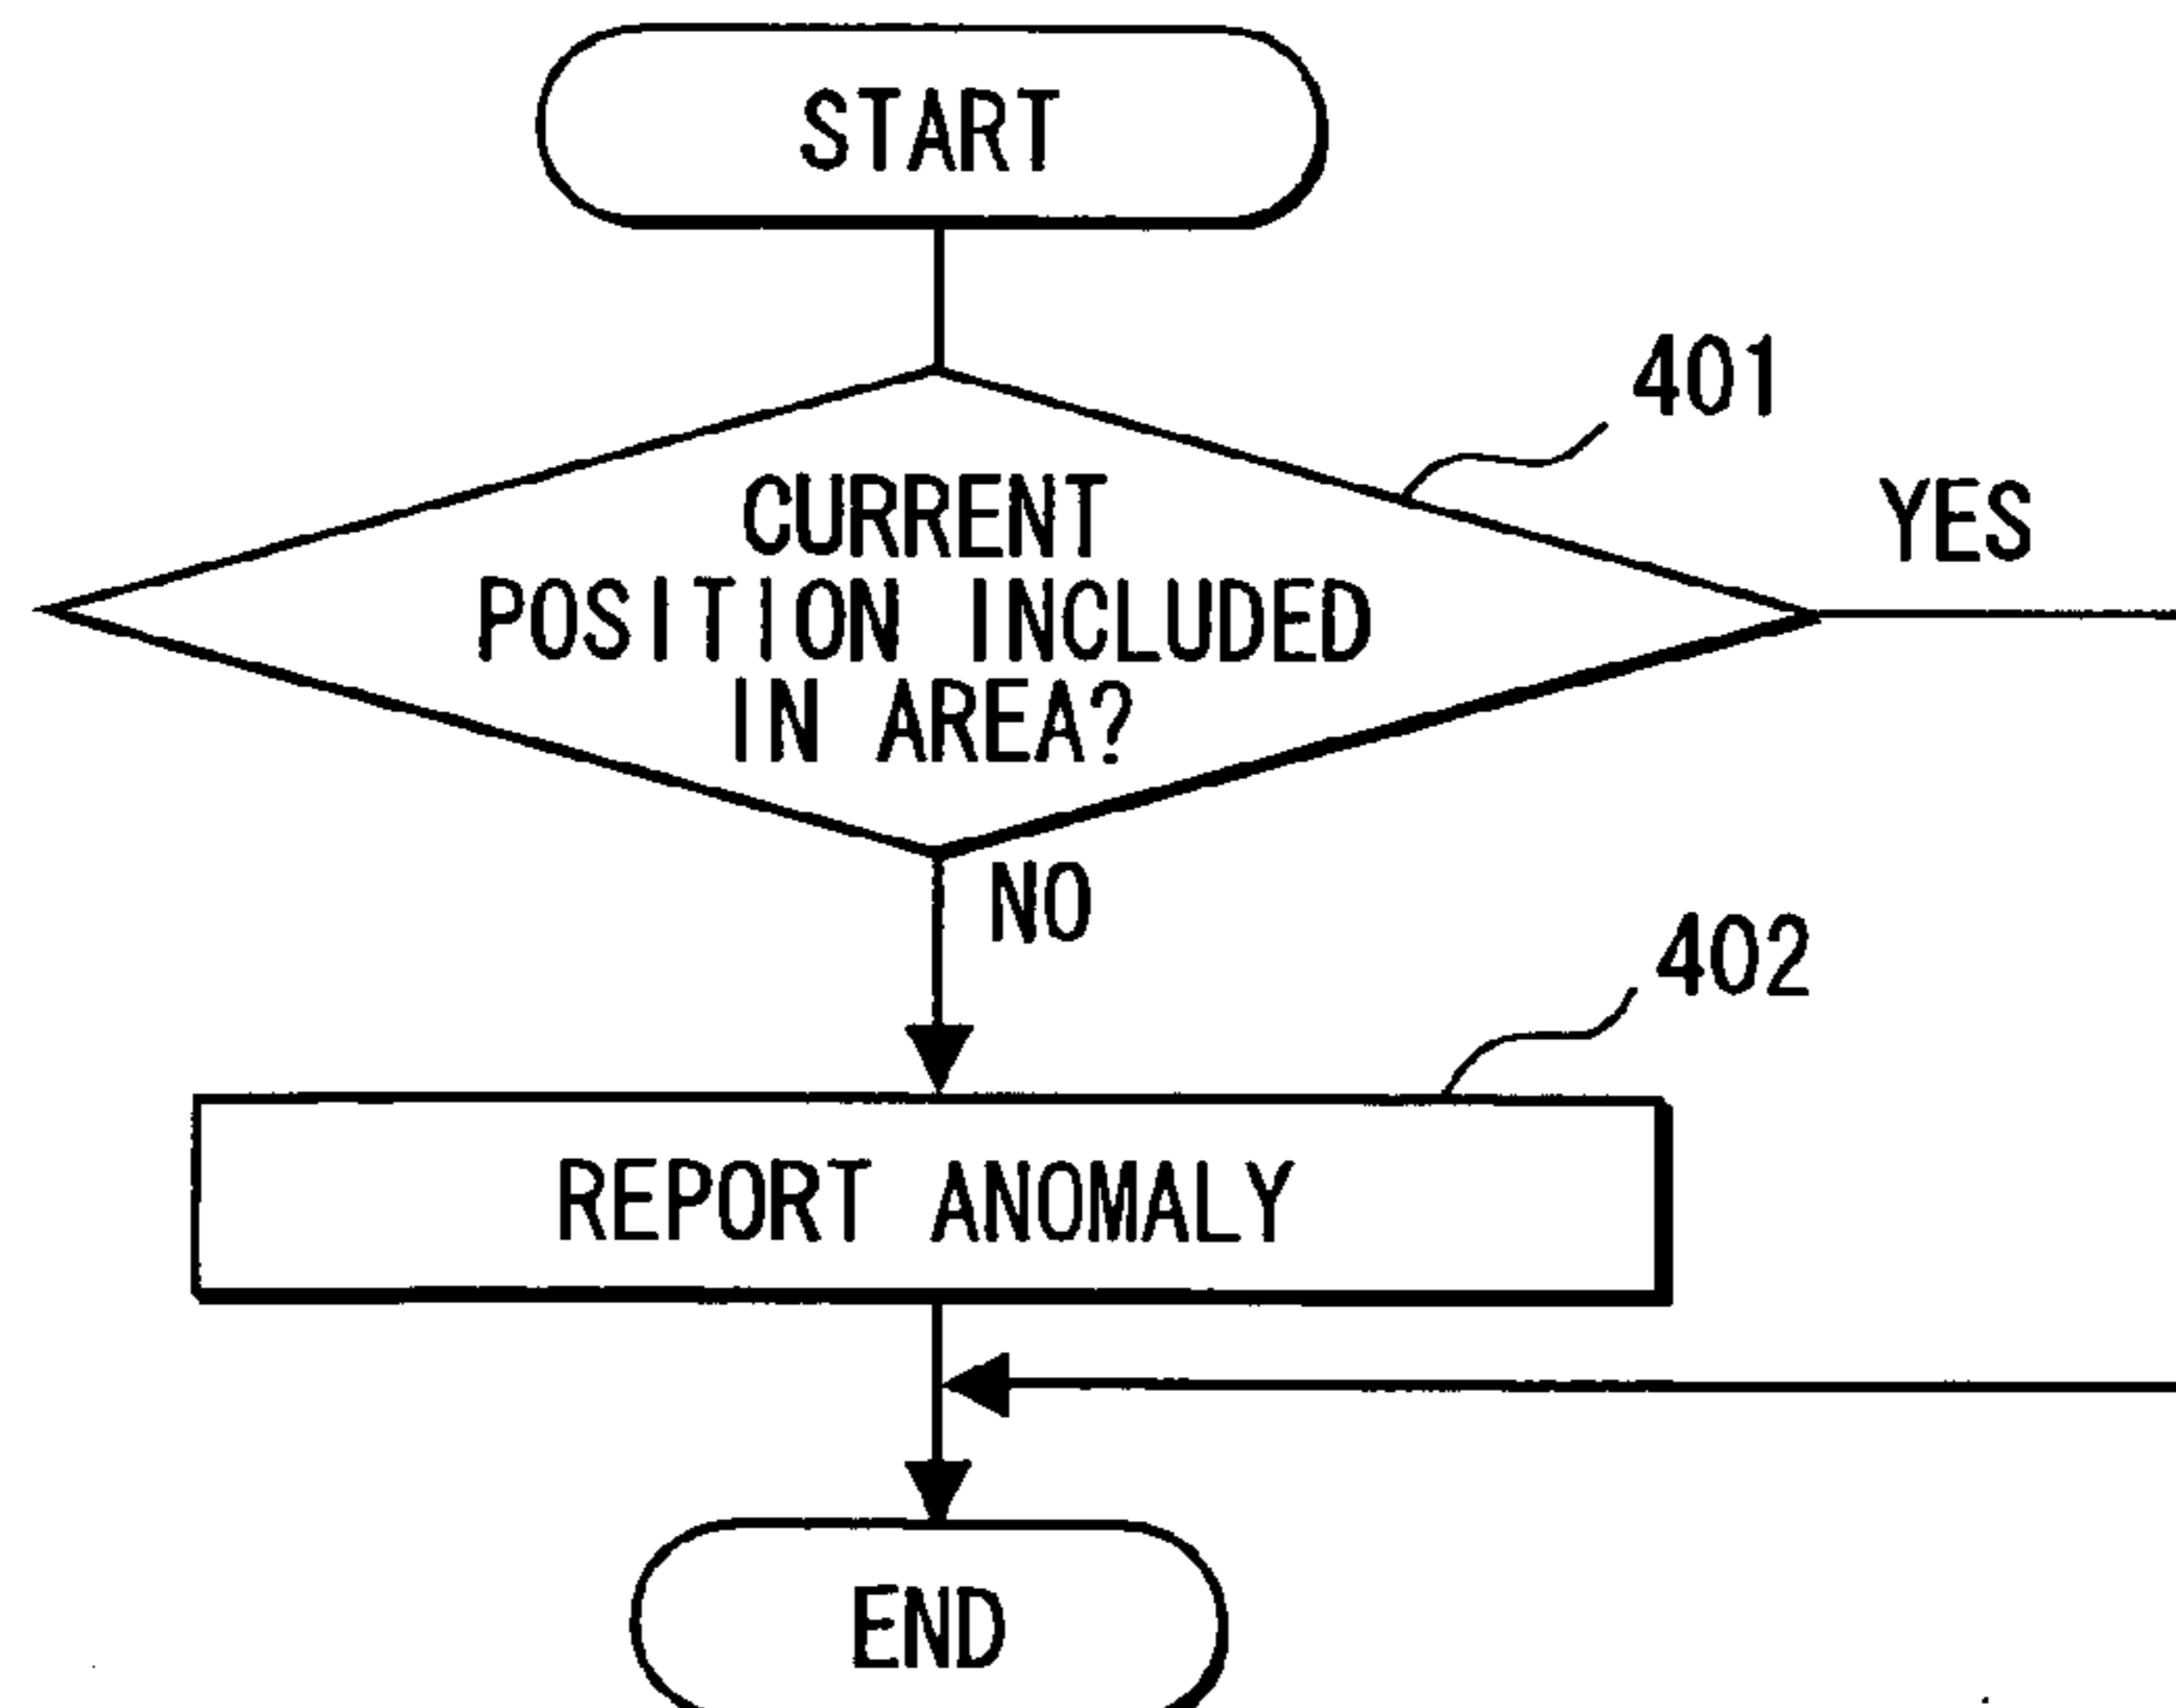 START
401
CURRENT
POSITION INCLUDED
IN AREA?
YES
NO
402
REPORT ANOMALY
END